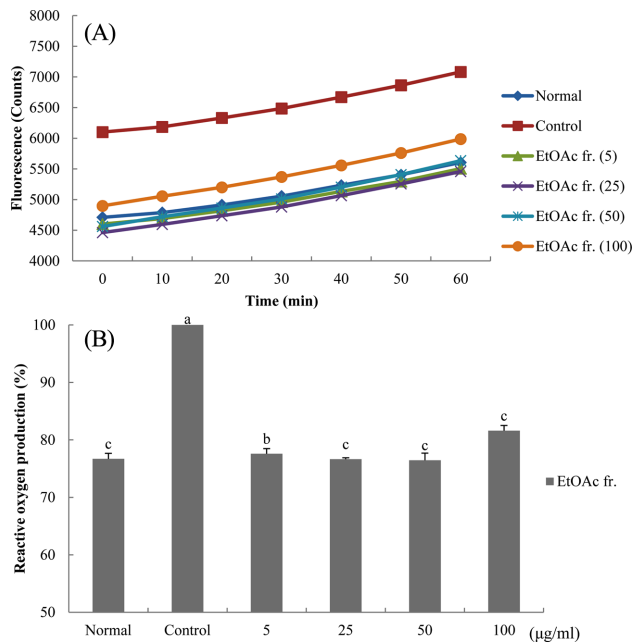 (A)
Fluorescence (Counts)
8000
7000
6500
6000
5500
5000
4500
4000
0 10 20 30 40 50 60
Time (min)
Normal
Control
EtOAc fr. (5)
EtOAc fr. (25)
EtOAc fr. (50)
EtOAc fr. (100)
(B)
Reactive oxygen production (%)
100
90
80
70
60
50
c a b c c c
Normal Control 5 25 50 100 (μg/ml)
EtOAc fr.